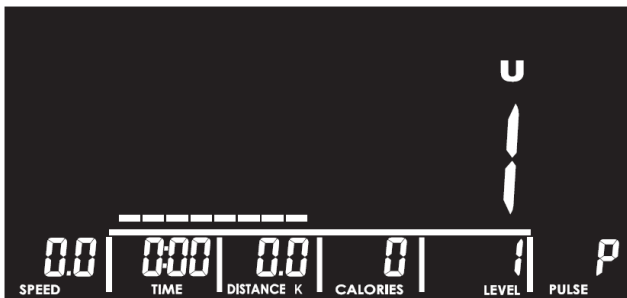 U
1
0.0 0:00 0.0 0 1 P
SPEED TIME DISTANCE K CALORIES LEVEL PULSE